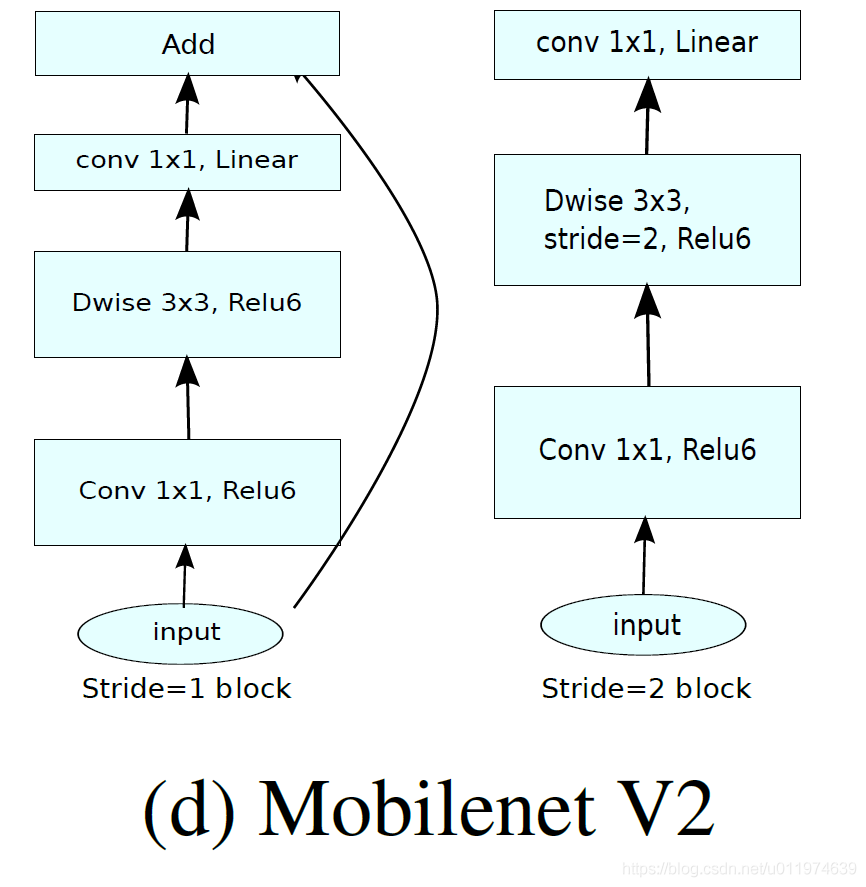 Add
conv 1x1, Linear
Dwise 3x3, Relu6
Conv 1x1, Relu6
input
Stride=1 block
conv 1x1, Linear
Dwise 3x3,
stride=2, Relu6
Conv 1x1, Relu6
input
Stride=2 block
(d) Mobilenet V2
https://blog.csdn.net/u011974639